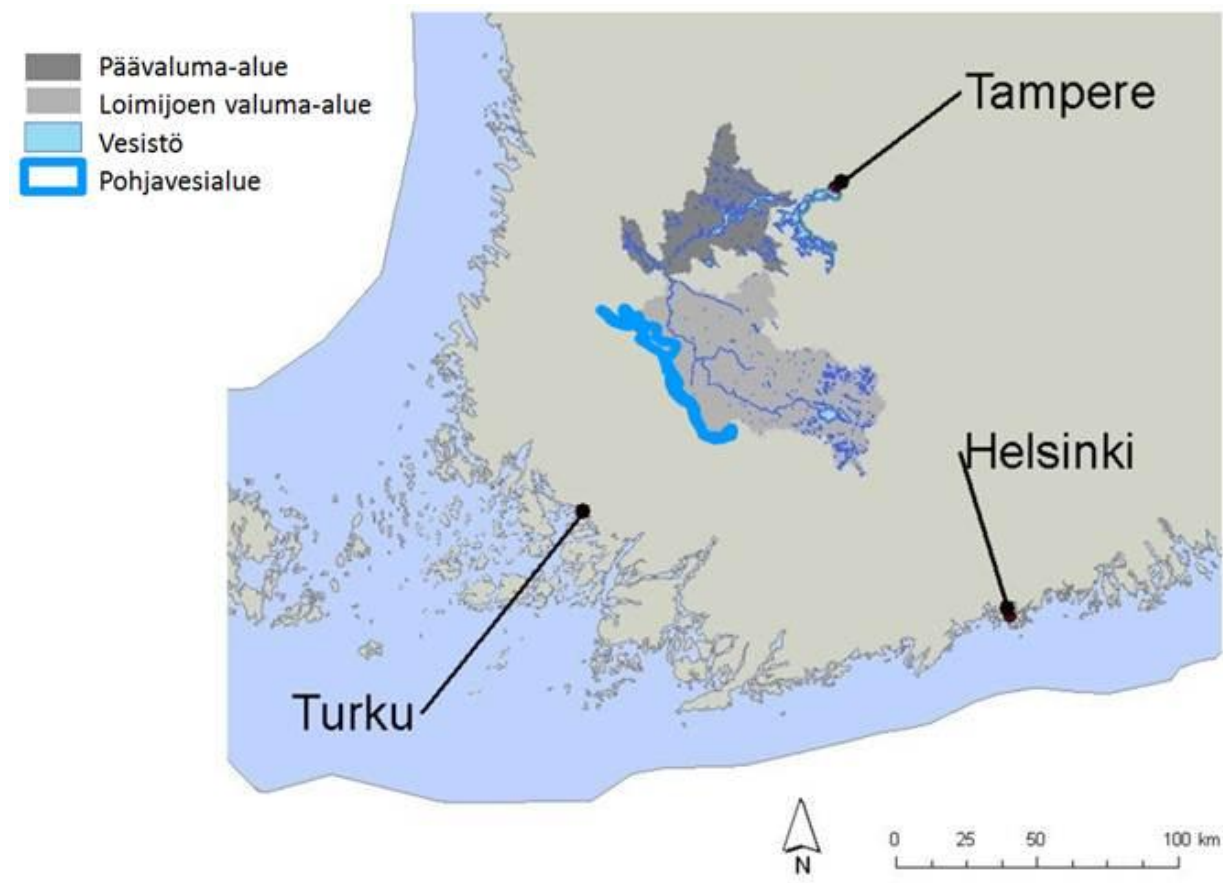 Päävaluma-alue
Loimijoen valuma-alue
Vesistö
Pohjavesialue
Tampere
Helsinki
Turku
N
0 25 50 100 km